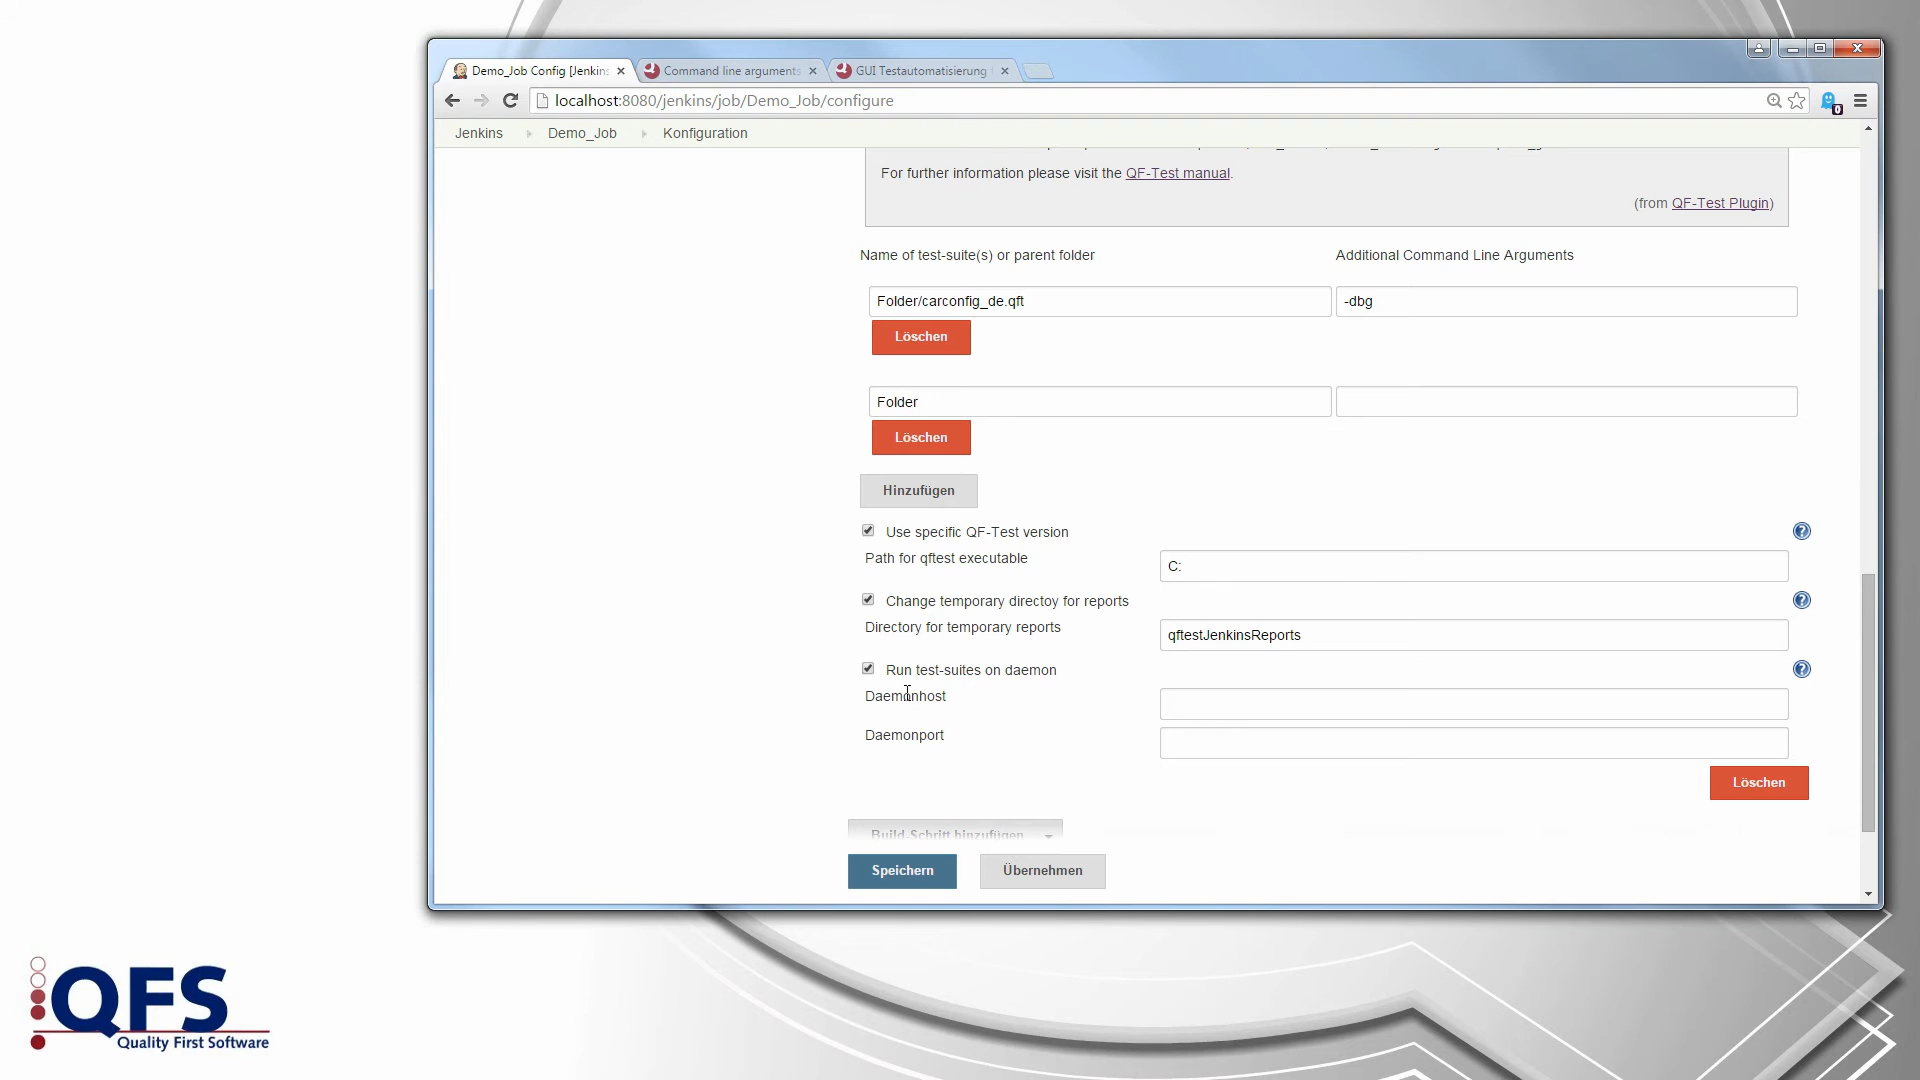 Demo_Job Config [Jenkins
Command line arguments
GUI Testautomatisierung
localhost:8080/jenkins/job/Demo_Job/configure
0
Jenkins
Demo_Job
Konfiguration
For further information please visit the QF-Test manual.
(from QF-Test Plugin)
Name of test-suite(s) or parent folder
Additional Command Line Arguments
Folder/carconfig_de.qft
-dbg
Löschen
Folder
Löschen
Hinzufügen
Use specific QF-Test version
Path for qftest executable
C:
Change temporary directoy for reports
Directory for temporary reports
qftestJenkinsReports
Run test-suites on daemon
Daemonhost
Daemonport
Löschen
Build-Schritt hinzufügen
Speichern
Übernehmen
QFS
Quality First Software